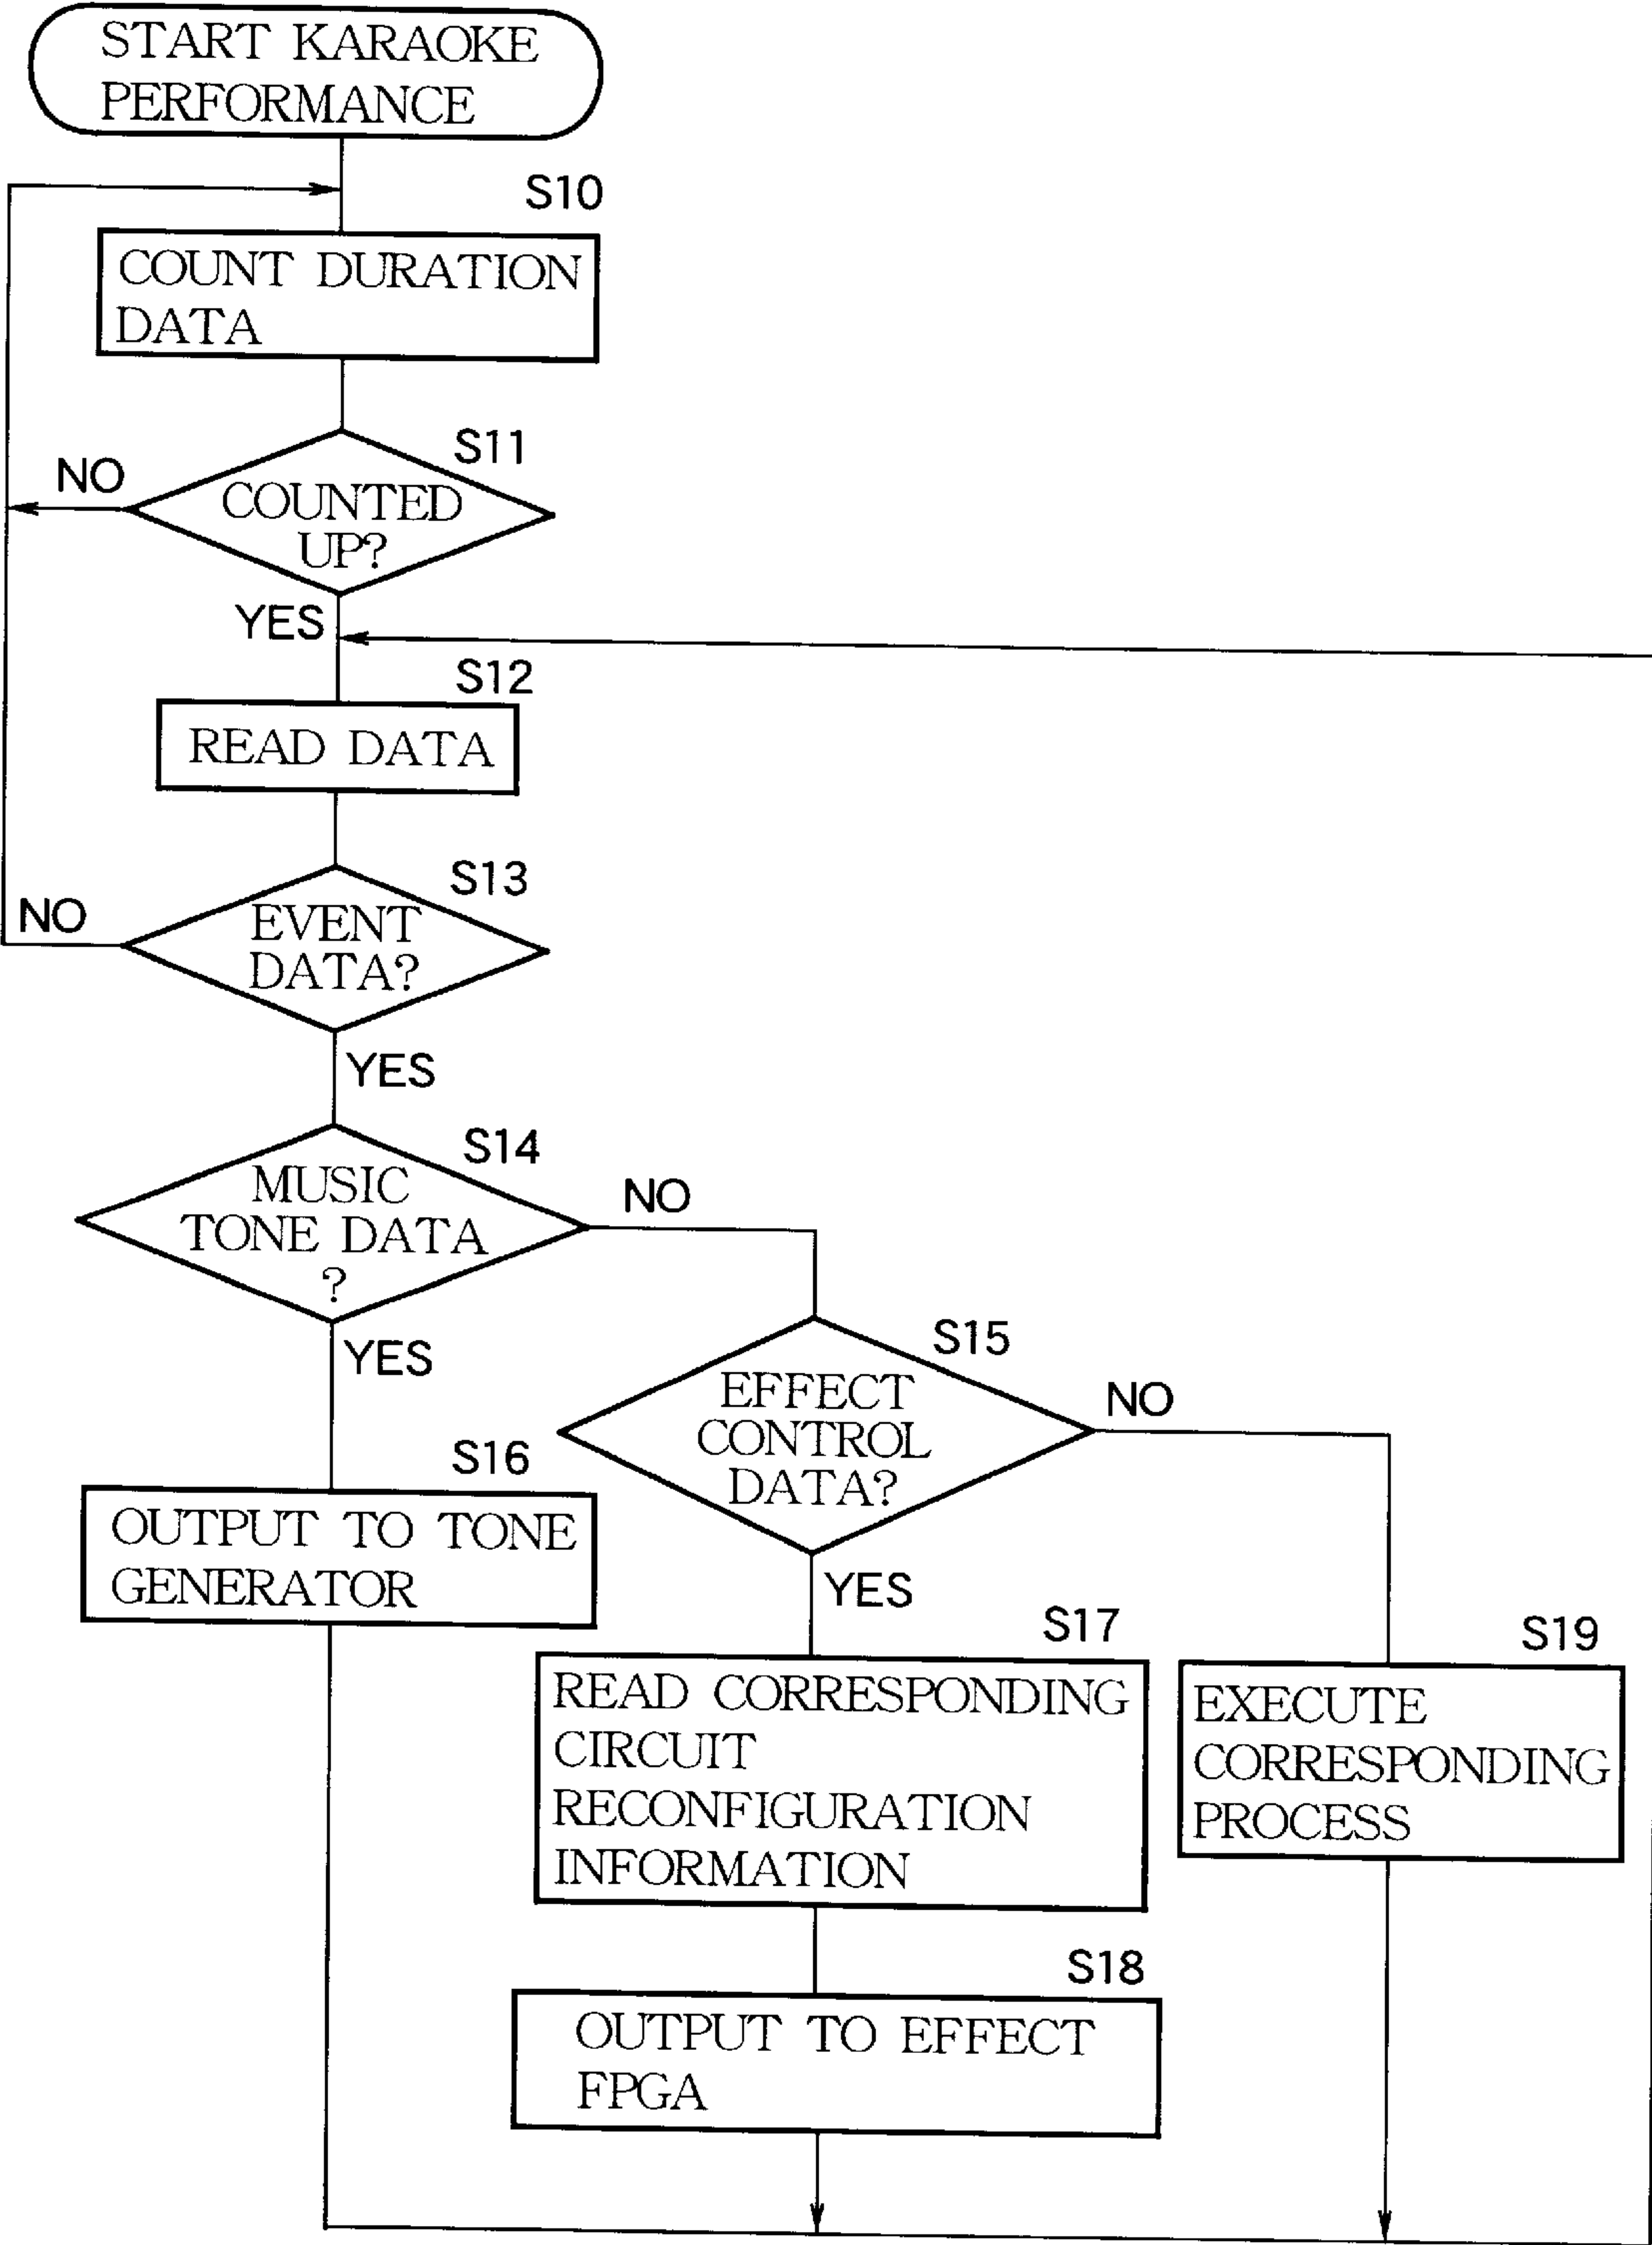 START KARAOKE
PERFORMANCE
S10
COUNT DURATION
DATA
S11
NO
COUNTED
UP?
YES
S12
READ DATA
S13
NO
EVENT
DATA?
YES
S14
MUSIC
TONE DATA
?
NO
YES
S15
EFFECT
CONTROL
DATA?
NO
YES
S16
OUTPUT TO TONE
GENERATOR
S17
READ CORRESPONDING
CIRCUIT
RECONFIGURATION
INFORMATION
S19
EXECUTE
CORRESPONDING
PROCESS
S18
OUTPUT TO EFFECT
FPGA